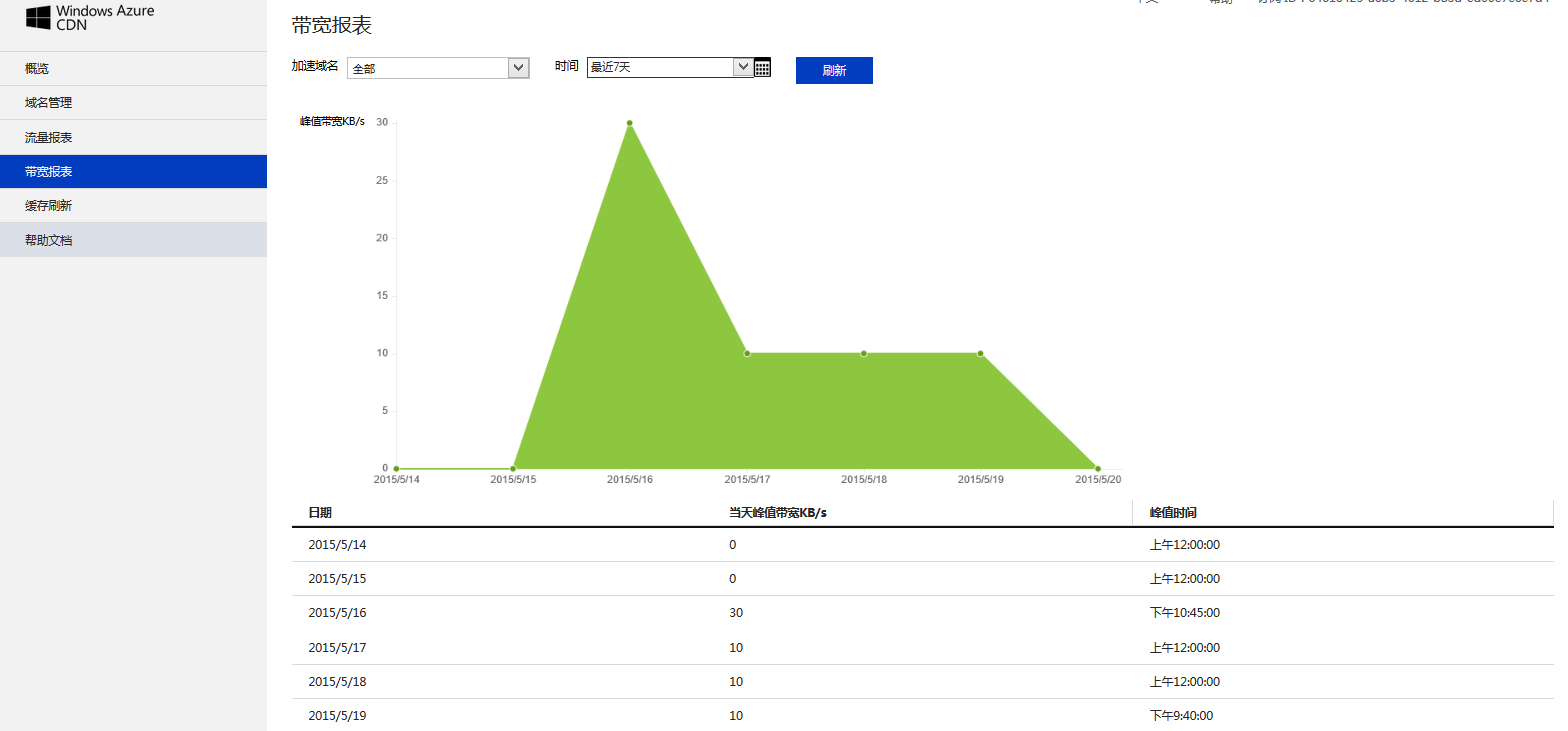 Windows Azure
CDN
概览
域名管理
流量报表
带宽报表
缓存刷新
帮助文档
带宽报表
加速域名 全部 时间 最近7天 刷新
峰值带宽KB/s
30
25
20
15
10
5
0
2015/5/14 2015/5/15 2015/5/16 2015/5/17 2015/5/18 2015/5/19 2015/5/20
日期 当天峰值带宽KB/s 峰值时间
2015/5/14 0 上午12:00:00
2015/5/15 0 上午12:00:00
2015/5/16 30 下午10:45:00
2015/5/17 10 上午12:00:00
2015/5/18 10 上午12:00:00
2015/5/19 10 下午9:40:00